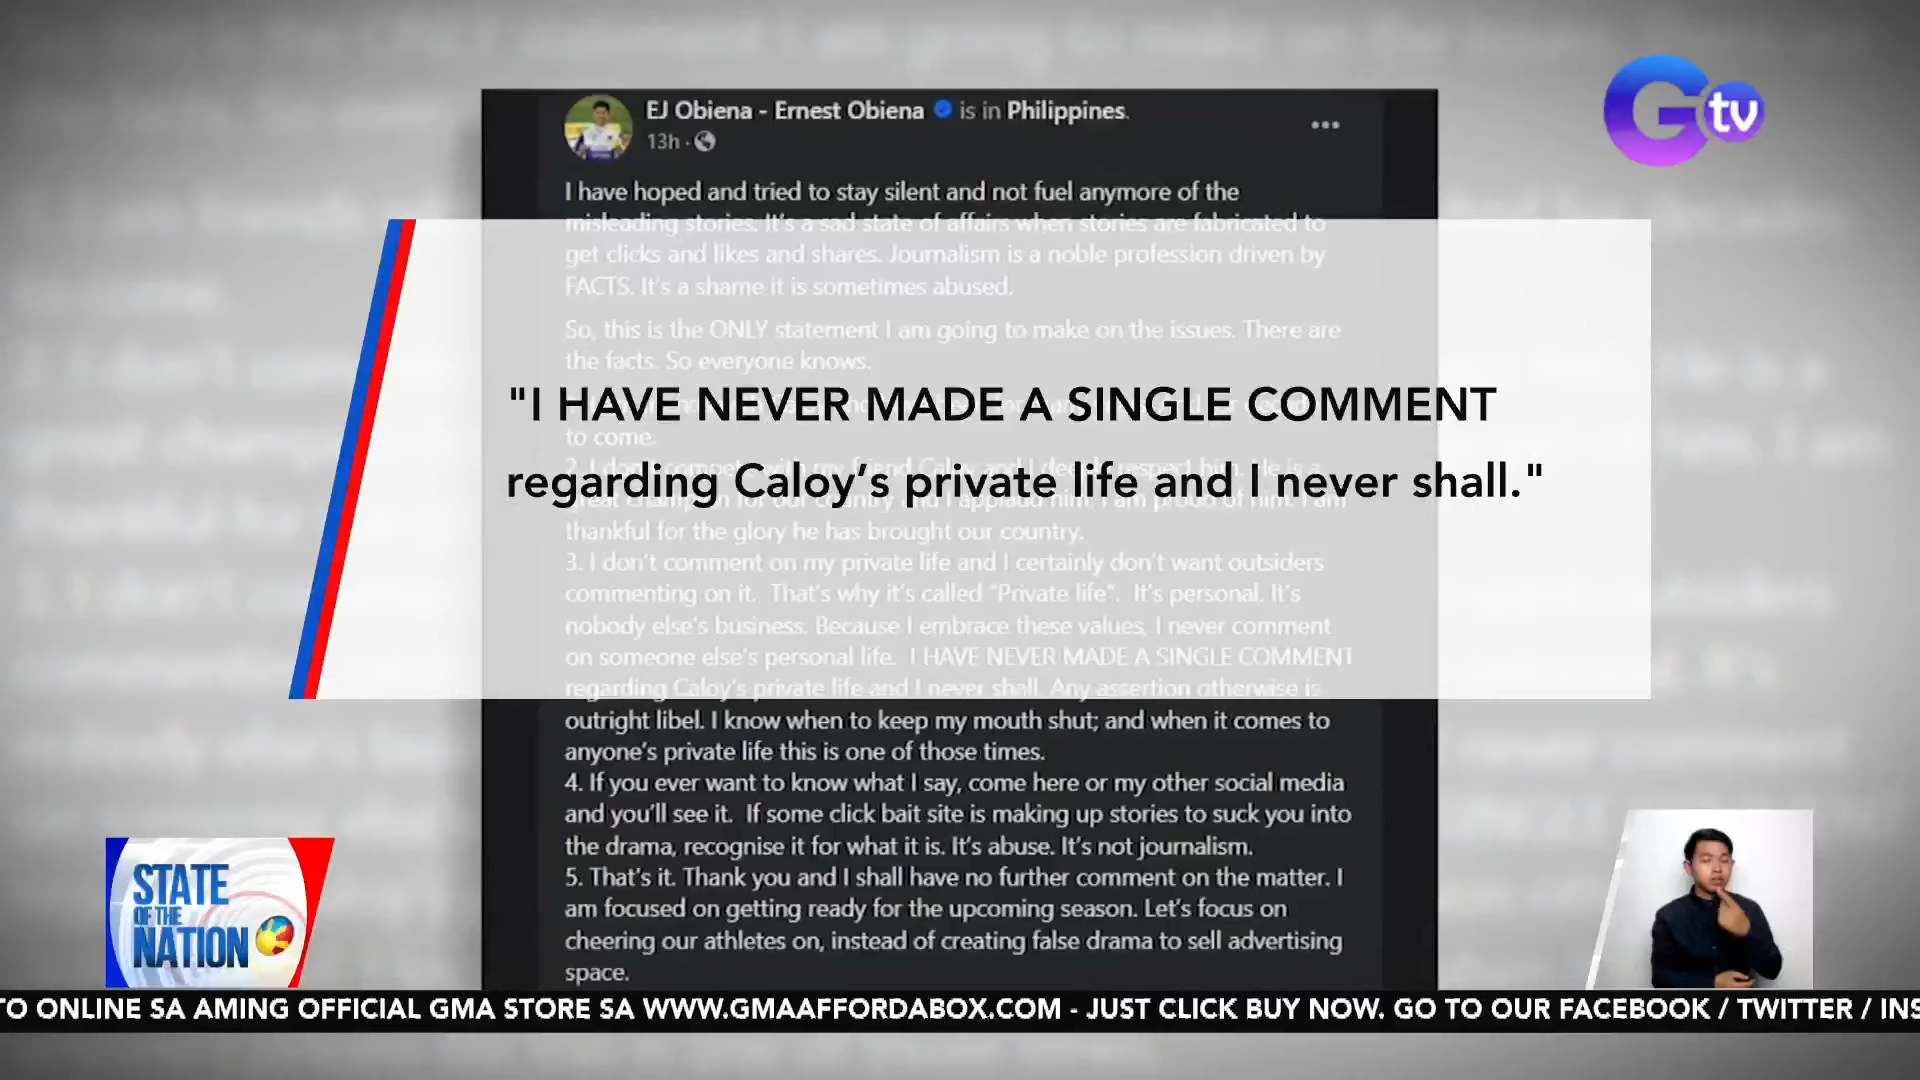 Gtv
EJ Obiena - Ernest Obiena is in Philippines.
13h ·
I have hoped and tried to stay silent and not fuel anymore of the
misleading stories. It's a sad state of affairs when stories are fabricated to
get clicks and likes and shares. Journalism is a noble profession driven by
FACTS. It's a shame it is sometimes abused.
So, this is the ONLY statement I am going to make on the issues. There are
the facts. So everyone knows.
"I HAVE NEVER MADE A SINGLE COMMENT
regarding Caloy's private life and I never shall."
to come.
thankful for the glory he has brought our country.
3. I don't comment on my private life and I certainly don't want outsiders
commenting on it. That's why it's called "Private life". It's personal. It's
nobody else's business. Because I embrace these values, I never comment
on someone else's personal life. I HAVE NEVER MADE A SINGLE COMMENT
regarding Caloy's private life and I never shall. Any assertion otherwise is
outright libel. I know when to keep my mouth shut; and when it comes to
anyone's private life this is one of those times.
4. If you ever want to know what I say, come here or my other social media
and you'll see it. If some click bait site is making up stories to suck you into
the drama, recognise it for what it is. It's abuse. It's not journalism.
5. That's it. Thank you and I shall have no further comment on the matter. I
am focused on getting ready for the upcoming season. Let's focus on
cheering our athletes on, instead of creating false drama to sell advertising
space.
STATE
OF THE
NATION
TO ONLINE SA AMING OFFICIAL GMA STORE SA WWW.GMAAFFORDABOX.COM - JUST CLICK BUY NOW. GO TO OUR FACEBOOK / TWITTER / INS